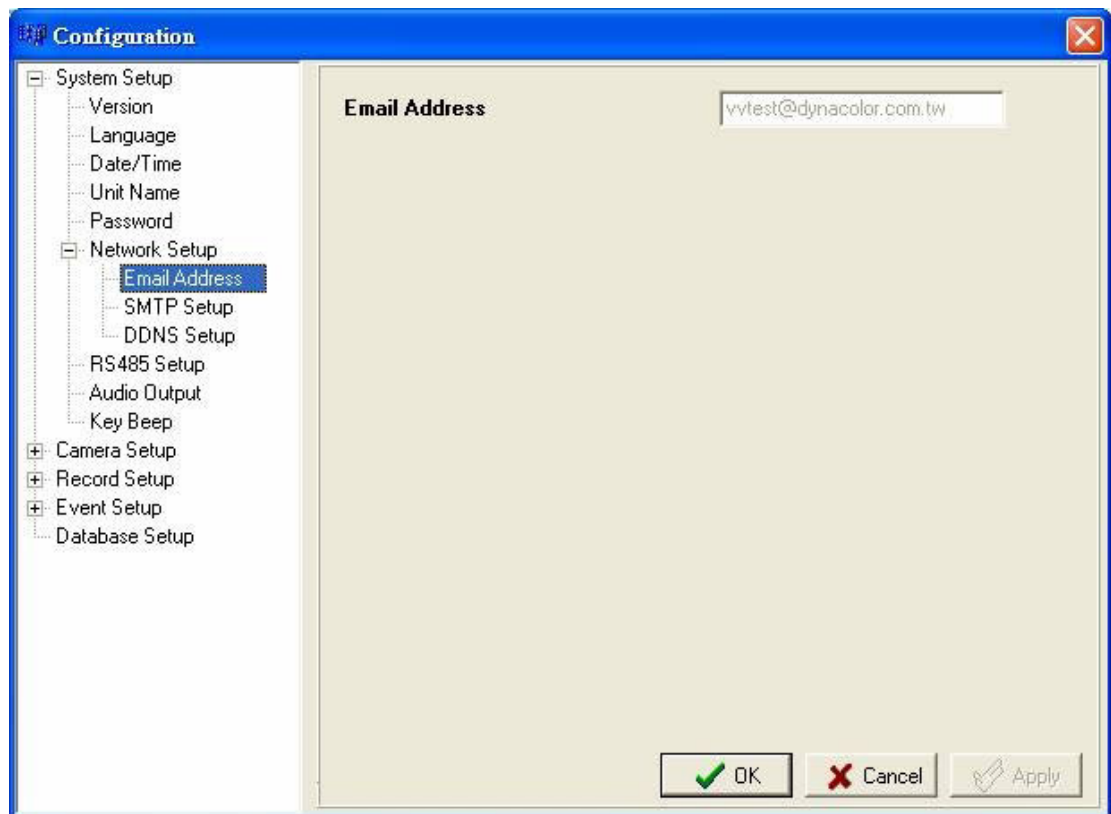 Configuration
System Setup
Version
Language
Date/Time
Unit Name
Password
Network Setup
Email Address
SMTP Setup
DDNS Setup
RS485 Setup
Audio Output
Key Beep
Camera Setup
Record Setup
Event Setup
Database Setup
Email Address vvtest@dynacolor.com.tw
OK Cancel Apply